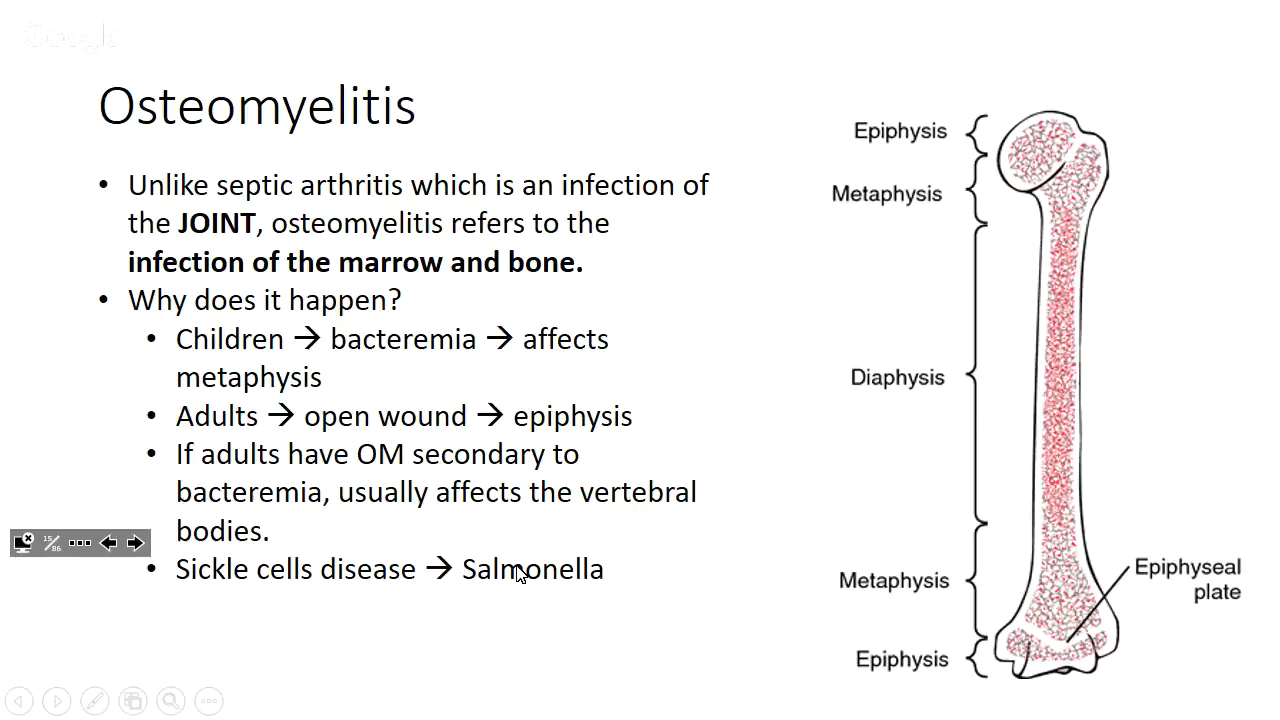 Osteomyelitis
• Unlike septic arthritis which is an infection of
the JOINT, osteomyelitis refers to the
infection of the marrow and bone.
• Why does it happen?
• Children → bacteremia → affects
metaphysis
• Adults → open wound → epiphysis
• If adults have OM secondary to
bacteremia, usually affects the vertebral
bodies.
• Sickle cells disease → Salmonella
15/86
Epiphysis
Metaphysis
Diaphysis
Metaphysis
Epiphyseal
plate
Epiphysis